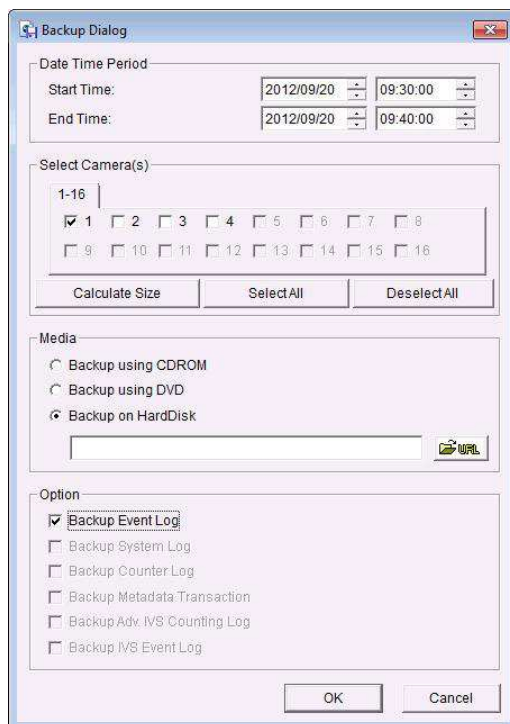 Backup Dialog
Date Time Period
Start Time: 2012/09/20 09:30:00
End Time: 2012/09/20 09:40:00
Select Camera(s)
1-16
1 2 3 4 5 6 7 8
9 10 11 12 13 14 15 16
Calculate Size Select All Deselect All
Media
Backup using CDROM
Backup using DVD
Backup on HardDisk
URL
Option
Backup Event Log
Backup System Log
Backup Counter Log
Backup Metadata Transaction
Backup Adv. IVS Counting Log
Backup IVS Event Log
OK Cancel